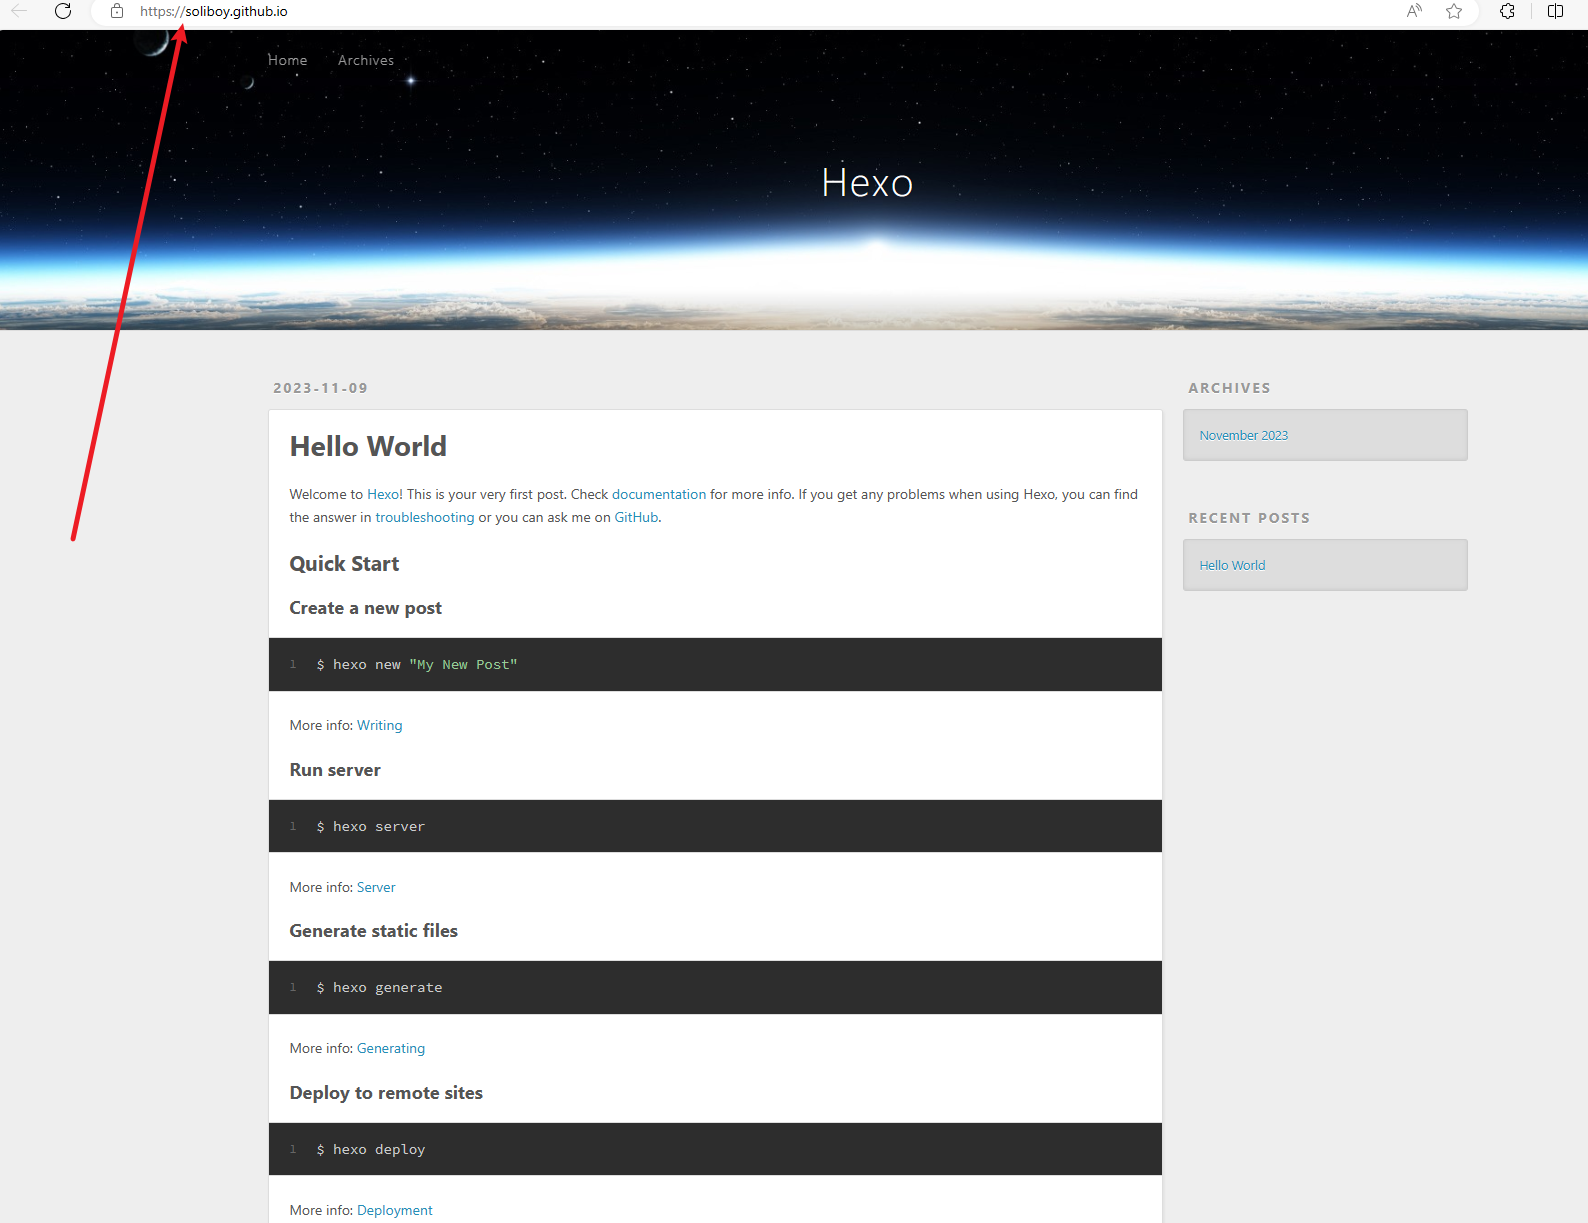 https://soliboy.github.io
Home Archives
Hexo
2023-11-09
Hello World
Welcome to Hexo! This is your very first post. Check documentation for more info. If you get any problems when using Hexo, you can find
the answer in troubleshooting or you can ask me on GitHub.
Quick Start
Create a new post
1 $ hexo new "My New Post"
More info: Writing
Run server
1 $ hexo server
More info: Server
Generate static files
1 $ hexo generate
More info: Generating
Deploy to remote sites
1 $ hexo deploy
More info: Deployment
ARCHIVES
November 2023
RECENT POSTS
Hello World